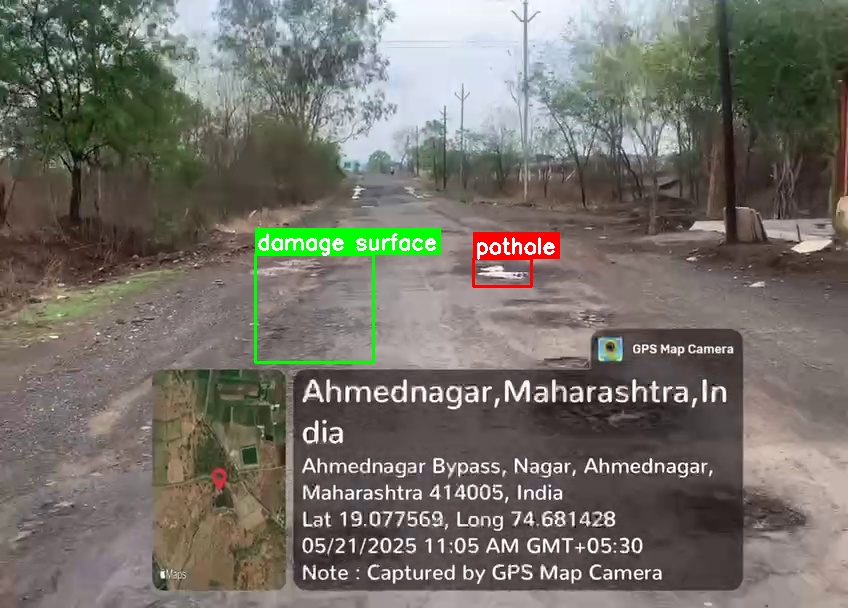 damage surface
pothole
GPS Map Camera
Ahmednagar,Maharashtra,In
dia
Ahmednagar Bypass, Nagar, Ahmednagar,
Maharashtra 414005, India
Lat 19.077569, Long 74.681428
05/21/2025 11:05 AM GMT+05:30
Note : Captured by GPS Map Camera
Maps